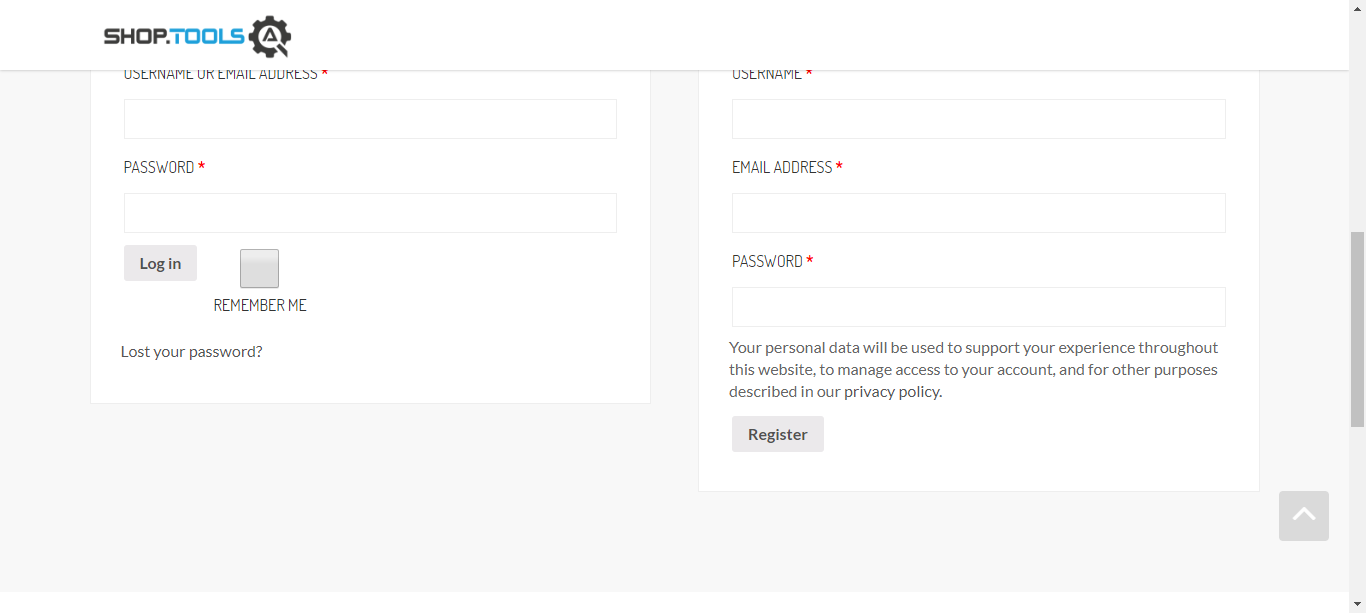 SHOP.TOOLS
USERNAME OR EMAIL ADDRESS *
PASSWORD *
Log in
REMEMBER ME
Lost your password?
USERNAME *
EMAIL ADDRESS *
PASSWORD *
Your personal data will be used to support your experience throughout
this website, to manage access to your account, and for other purposes
described in our privacy policy.
Register